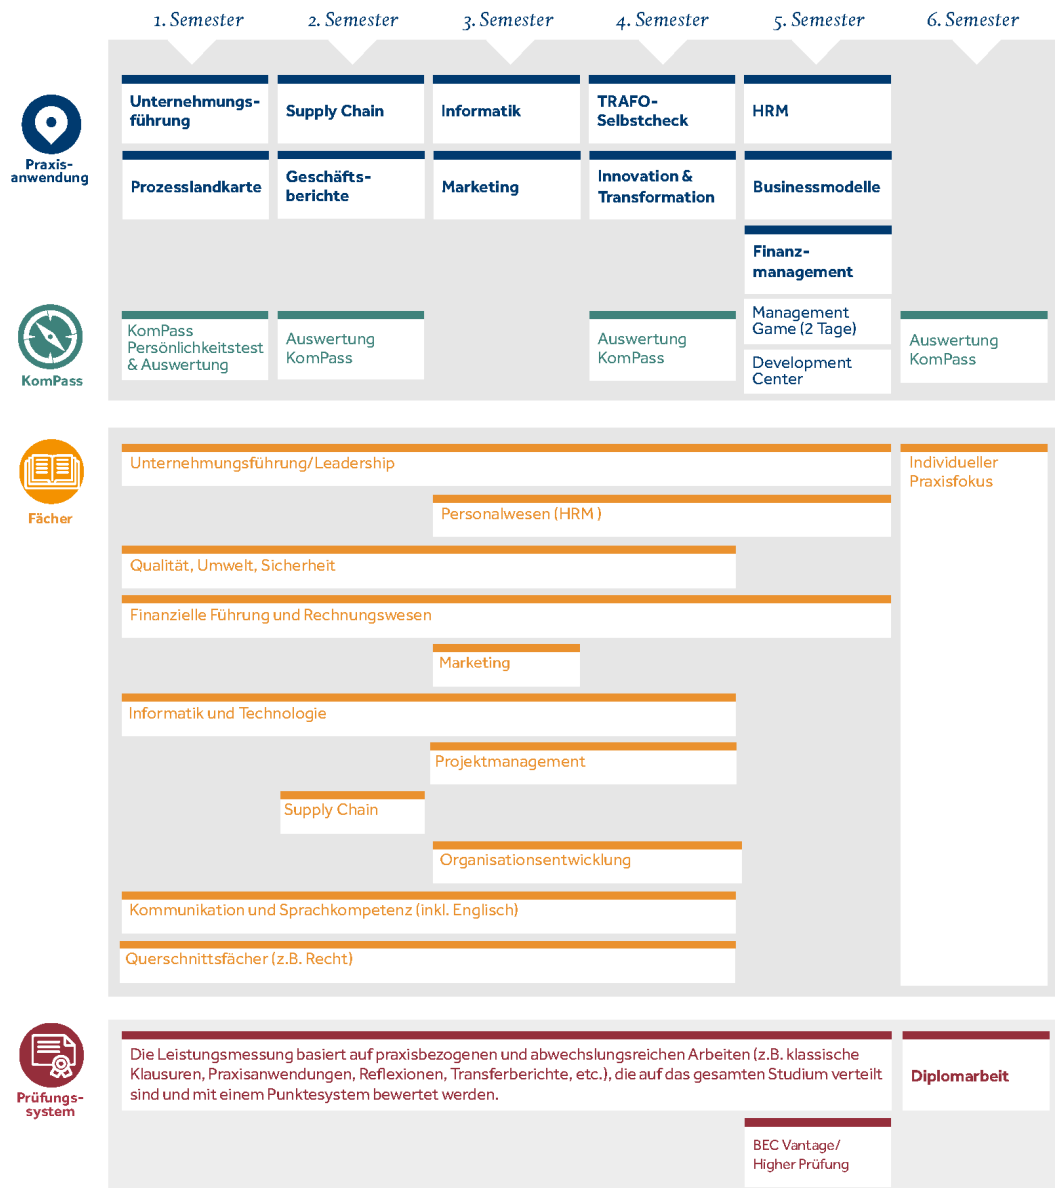 1. Semester
2. Semester
3. Semester
4. Semester
5. Semester
6. Semester
Praxis-
anwendung
Unternehmungs-
führung
Supply Chain
Informatik
TRAFO-
Selbstcheck
HRM
Prozesslandkarte
Geschäfts-
berichte
Marketing
Innovation &
Transformation
Businessmodelle
Finanz-
management
Management
Game (2 Tage)
Development
Center
KomPass
KomPass
Persönlichkeitstest
& Auswertung
Auswertung
KomPass
Auswertung
KomPass
Auswertung
KomPass
Fächer
Unternehmungsführung/Leadership
Individueller
Praxisfokus
Personalwesen (HRM )
Qualität, Umwelt, Sicherheit
Finanzielle Führung und Rechnungswesen
Marketing
Informatik und Technologie
Projektmanagement
Supply Chain
Organisationsentwicklung
Kommunikation und Sprachkompetenz (inkl. Englisch)
Querschnittsfächer (z.B. Recht)
Prüfungs-
system
Die Leistungsmessung basiert auf praxisbezogenen und abwechslungsreichen Arbeiten (z.B. klassische
Klausuren, Praxisanwendungen, Reflexionen, Transferberichte, etc.), die auf das gesamten Studium verteilt
sind und mit einem Punktesystem bewertet werden.
Diplomarbeit
BEC Vantage/
Higher Prüfung